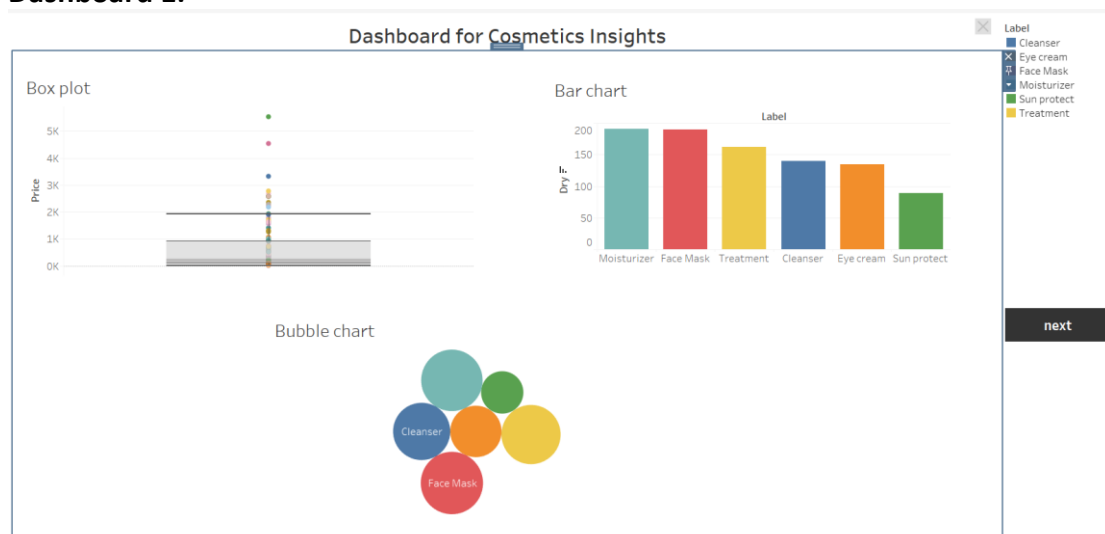 Dashboard for Cosmetics Insights
Label
Cleanser
Eye cream
Face Mask
Moisturizer
Sun protect
Treatment
Box plot
5K
4K
3K
2K
1K
0K
Price
Bar chart
Label
200
150
100
50
0
Dry
Moisturizer Face Mask Treatment Cleanser Eye cream Sun protect
next
Bubble chart
Cleanser
Face Mask